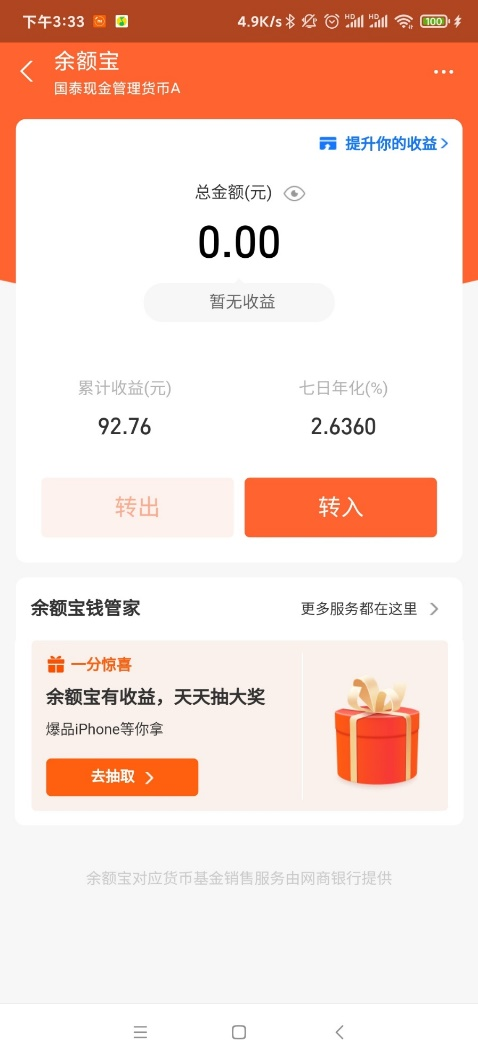 下午3:33
4.9K/s HD HD 100
余额宝
国泰现金管理货币A
提升你的收益
总金额(元)
0.00
暂无收益
累计收益(元) 七日年化(%)
92.76 2.6360
转出 转入
余额宝钱管家 更多服务都在这里
一分惊喜
余额宝有收益，天天抽大奖
爆品iPhone等你拿
去抽取
余额宝对应货币基金销售服务由网商银行提供